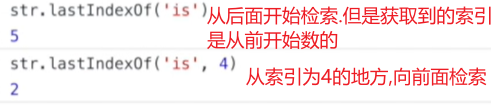 str.lastIndexOf('is')
从后面开始检索.但是获取到的索引
是从前开始数的
5
str.lastIndexOf('is', 4)
从索引为4的地方,向前面检索
2